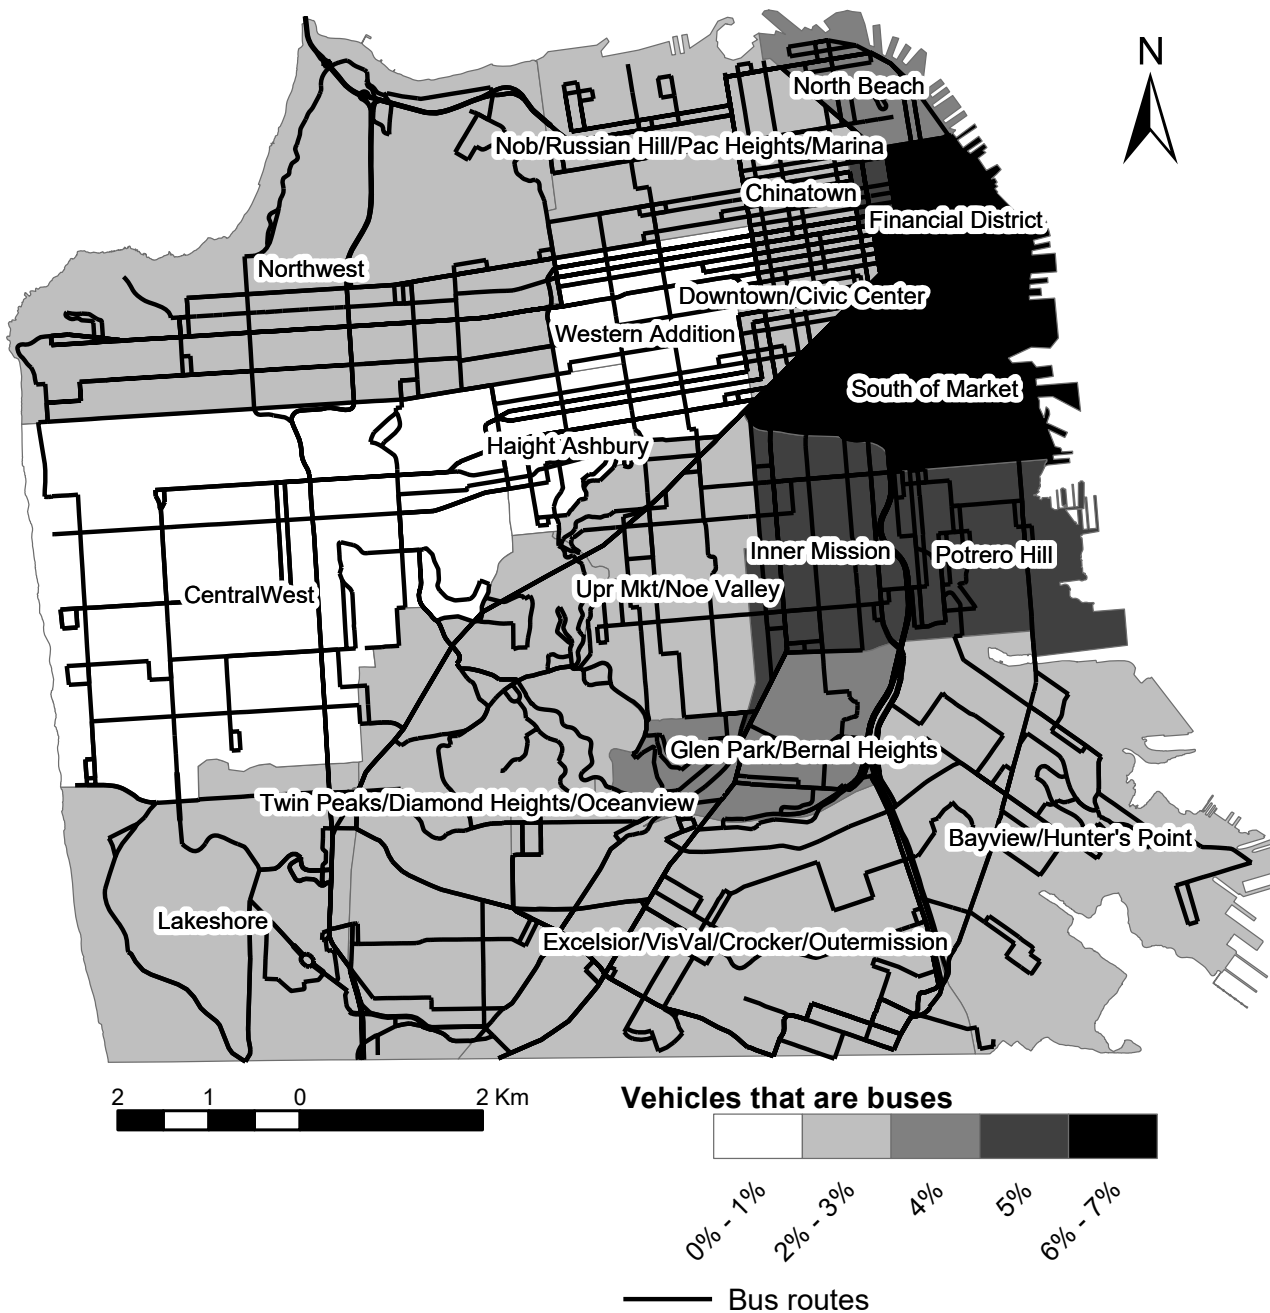 N
North Beach
Nob/Russian Hill/Pac Heights/Marina
Chinatown
Financial District
Northwest
Downtown/Civic Center
Western Addition
South of Market
Haight Ashbury
Inner Mission
Potrero Hill
CentralWest
Upr Mkt/Noe Valley
Glen Park/Bernal Heights
Twin Peaks/Diamond Heights/Oceanview
Bayview/Hunter's Point
Lakeshore
Excelsior/VisVal/Crocker/Outermission
2 1 0 2 Km
Vehicles that are buses
0% - 1%
2% - 3%
4%
5%
6% - 7%
Bus routes